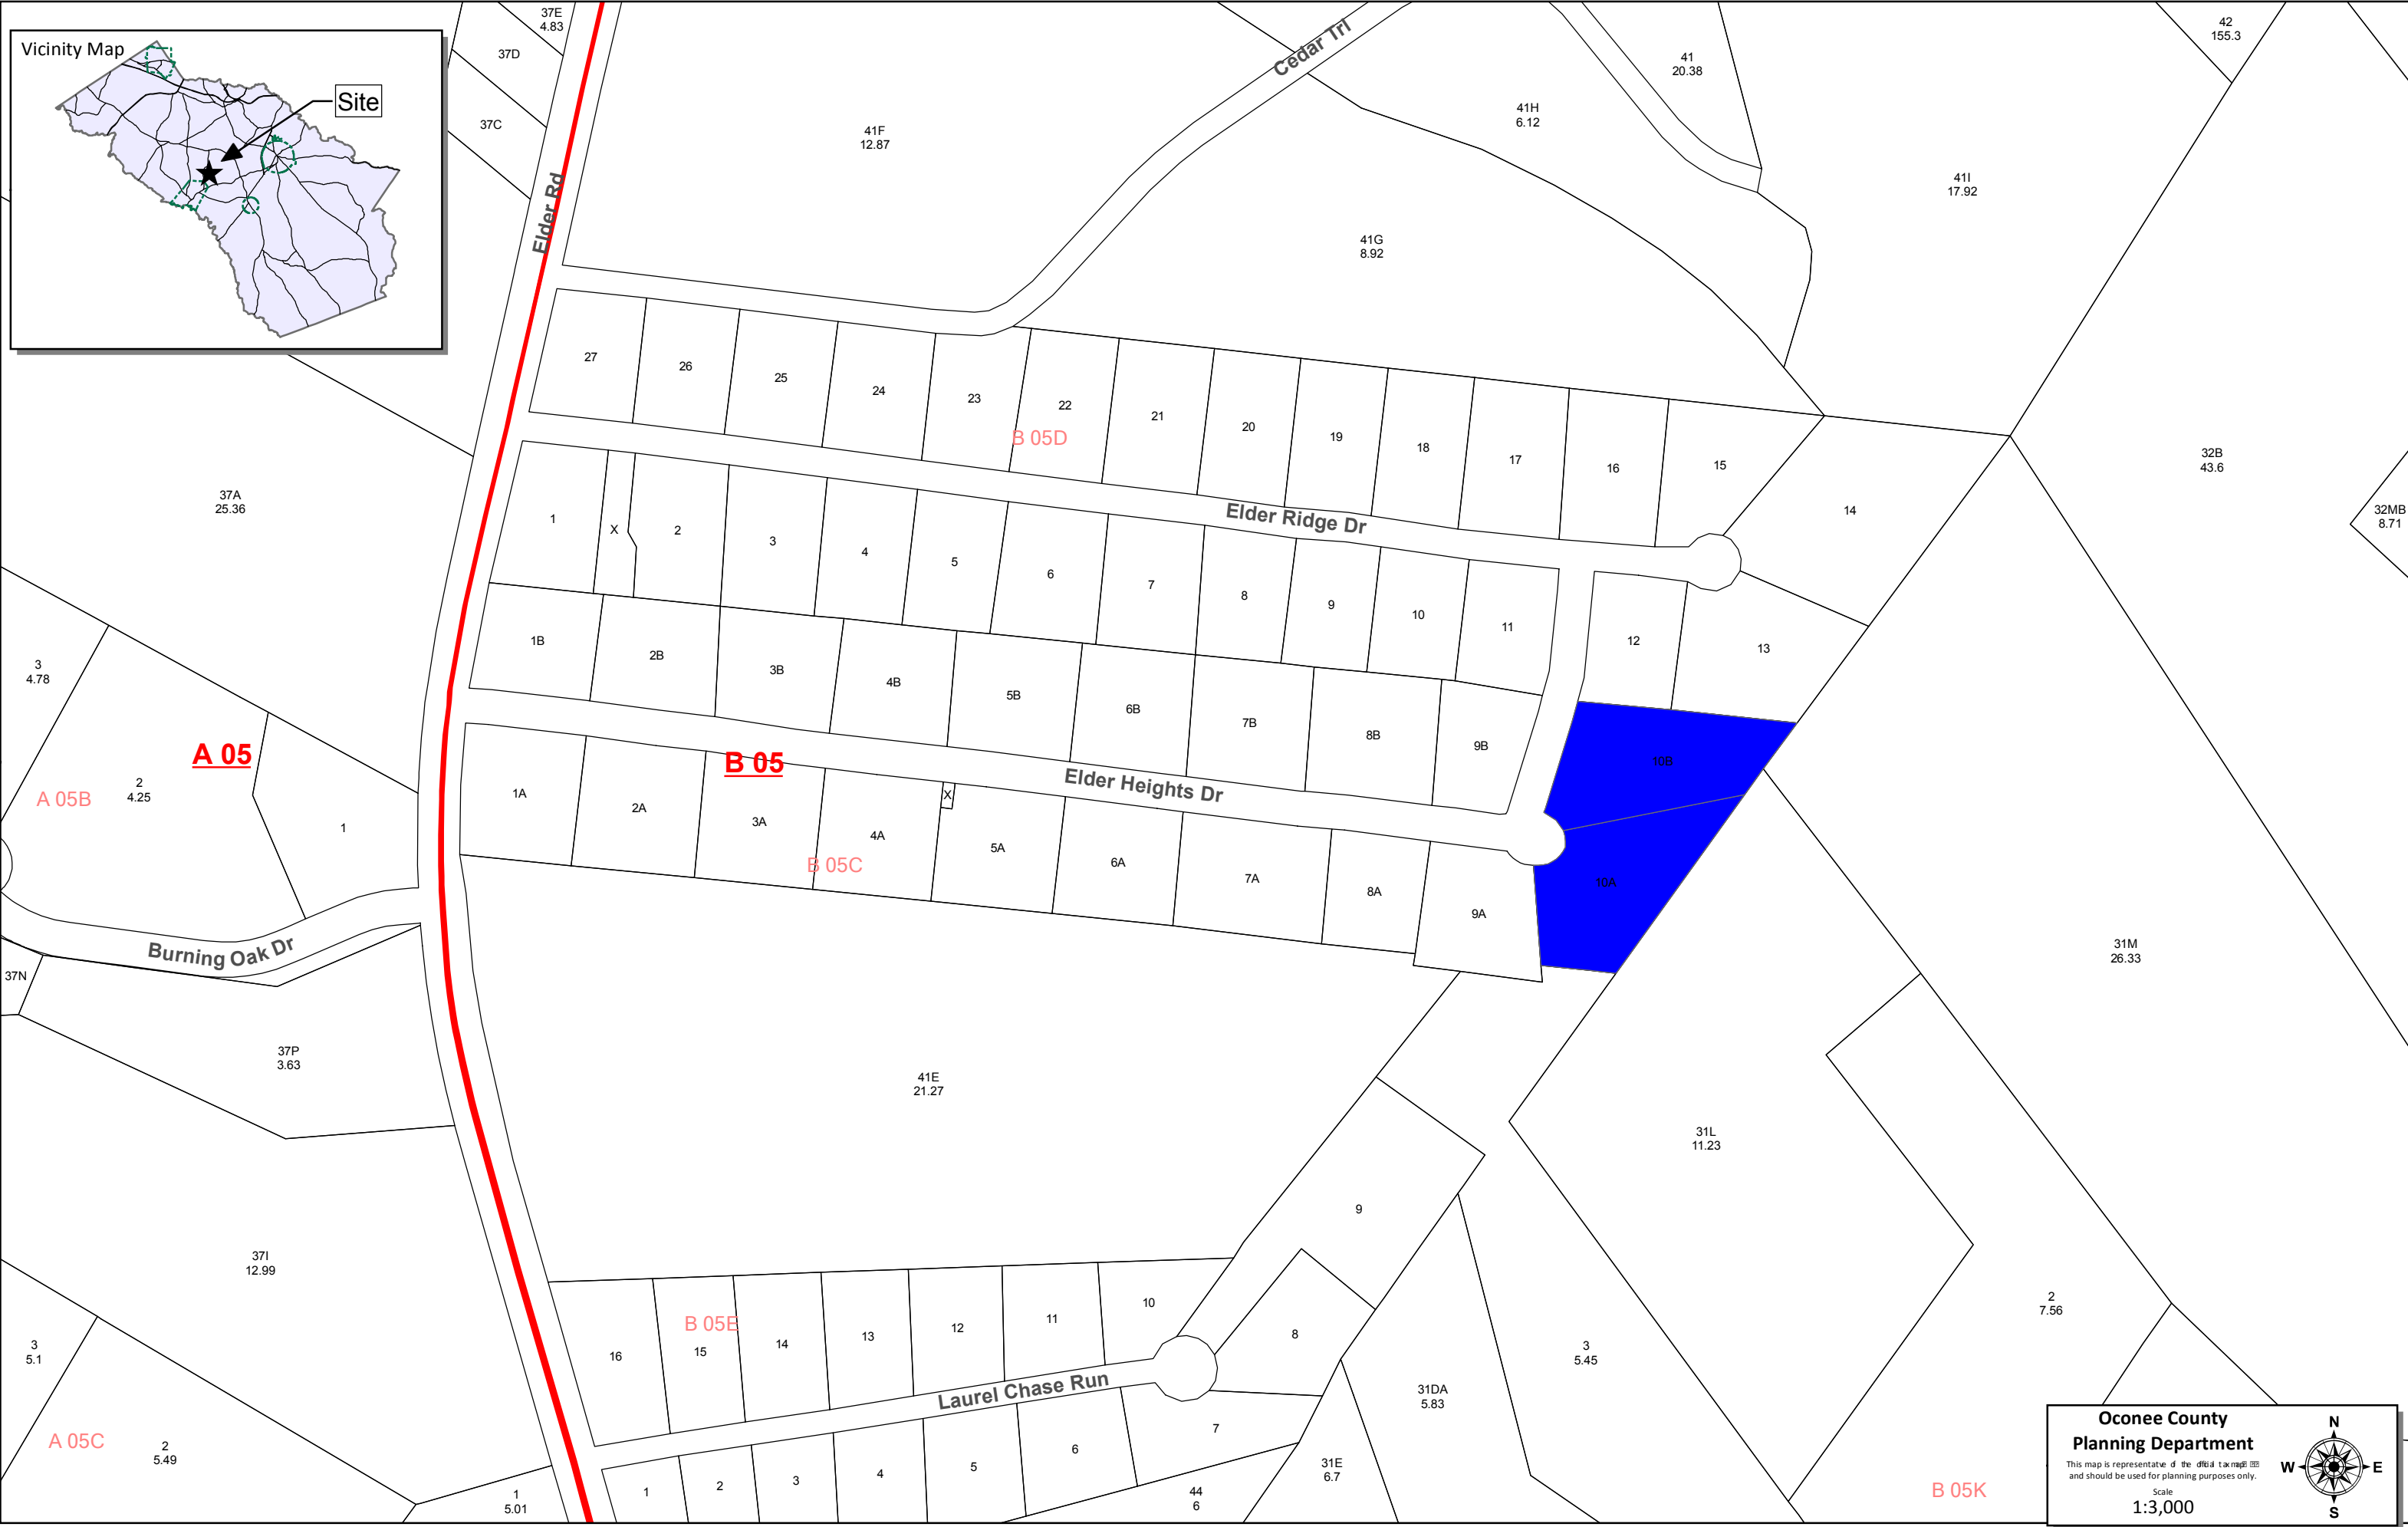 Vicinity Map
Site
37E
4.83
37D
37C
Elder Rd
41F
12.87
Cedar Trl
41H
6.12
41
20.38
42
155.3
41I
17.92
41G
8.92
27
26
25
24
23
22
B 05D
21
20
19
18
17
16
15
14
32B
43.6
32MB
8.71
37A
25.36
Elder Ridge Dr
1
X
2
3
4
5
6
7
8
9
10
11
12
13
1B
2B
3B
4B
5B
6B
7B
8B
9B
10B
3
4.78
A 05
A 05B
2
4.25
1
B 05
Elder Heights Dr
1A
2A
3A
4A
X
5A
6A
7A
8A
9A
10A
B 05C
Burning Oak Dr
37N
37P
3.63
31M
26.33
41E
21.27
31L
11.23
9
37I
12.99
2
7.56
B 05E
16
15
14
13
12
11
10
8
3
5.45
3
5.1
Laurel Chase Run
31DA
5.83
A 05C
2
5.49
1
5.01
1
2
3
4
5
6
7
44
6
31E
6.7
B 05K
Oconee County
Planning Department
This map is representative of the official tax map
and should be used for planning purposes only.
Scale
1:3,000
N
W
E
S